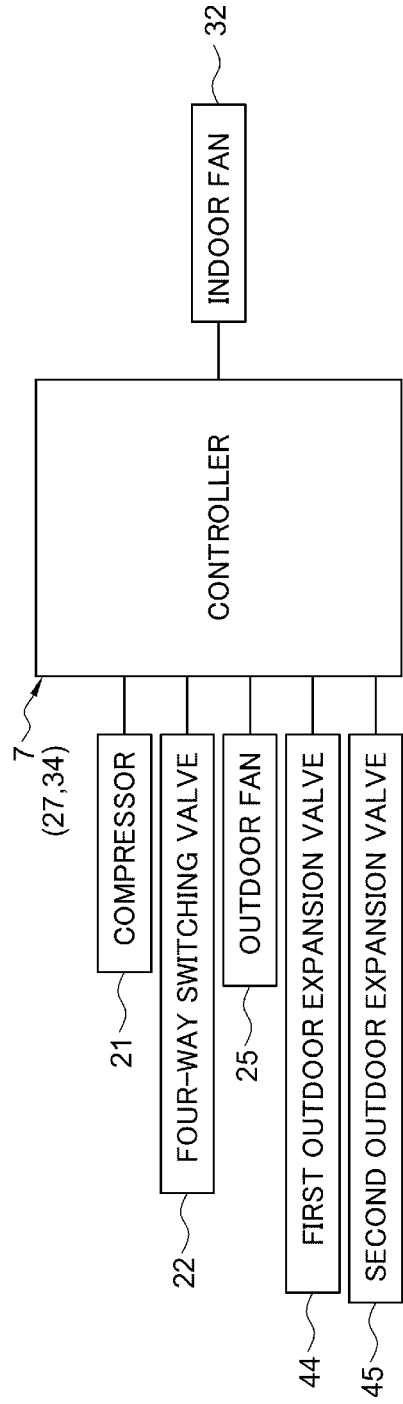 7
(27,34)
COMPRESSOR
21
FOUR-WAY SWITCHING VALVE
22
OUTDOOR FAN
25
FIRST OUTDOOR EXPANSION VALVE
44
SECOND OUTDOOR EXPANSION VALVE
45
CONTROLLER
INDOOR FAN
32